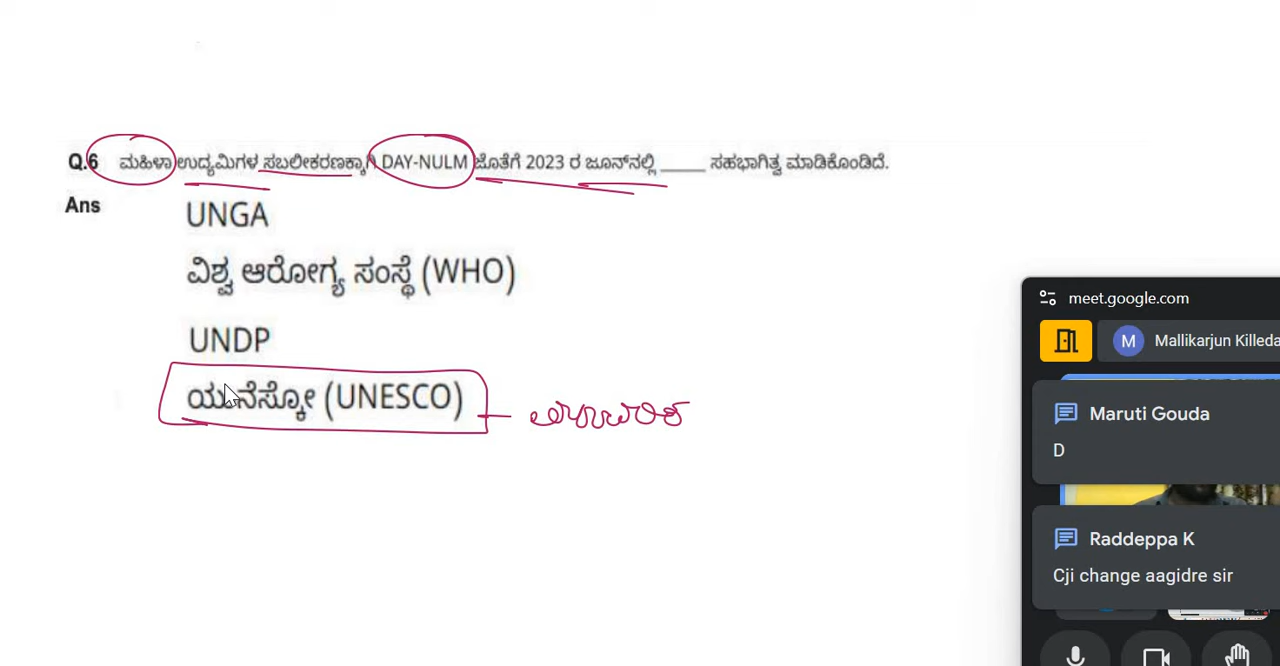 Q.6 ಮಹಿಳಾ ಉದ್ಯಮಿಗಳ ಸಬಲೀಕರಣಕ್ಕಾಗಿ DAY-NULM ಜೊತೆಗೆ 2023 ರ ಜೂನ್‌ನಲ್ಲಿ _____ ಸಹಭಾಗಿತ್ವ ಮಾಡಿಕೊಂಡಿದೆ.
Ans
UNGA
ವಿಶ್ವ ಆರೋಗ್ಯ ಸಂಸ್ಥೆ (WHO)
UNDP
ಯುನೆಸ್ಕೋ (UNESCO)
meet.google.com
M Mallikarjun Killeda
Maruti Gouda
D
Raddeppa K
Cji change aagidre sir